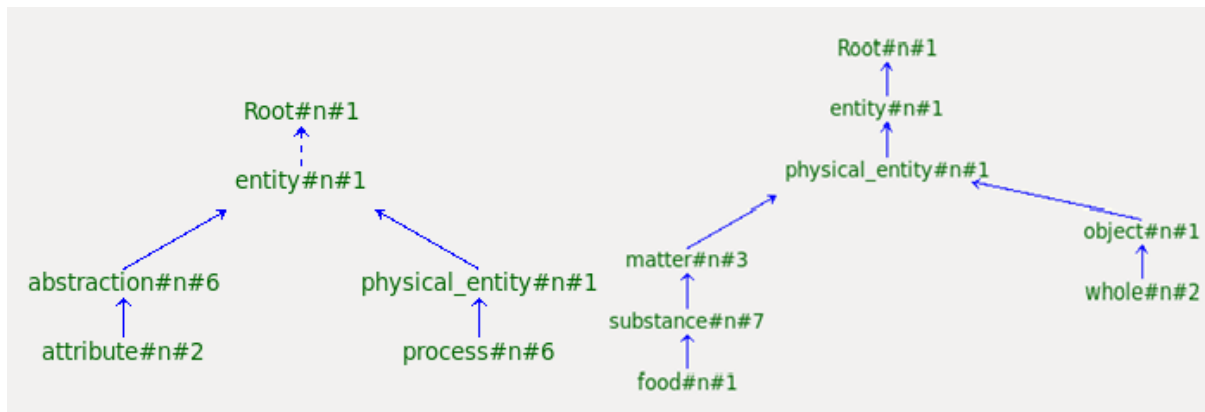 Root#n#1
entity#n#1
abstraction#n#6
physical_entity#n#1
attribute#n#2
process#n#6
Root#n#1
entity#n#1
physical_entity#n#1
object#n#1
matter#n#3
whole#n#2
substance#n#7
food#n#1